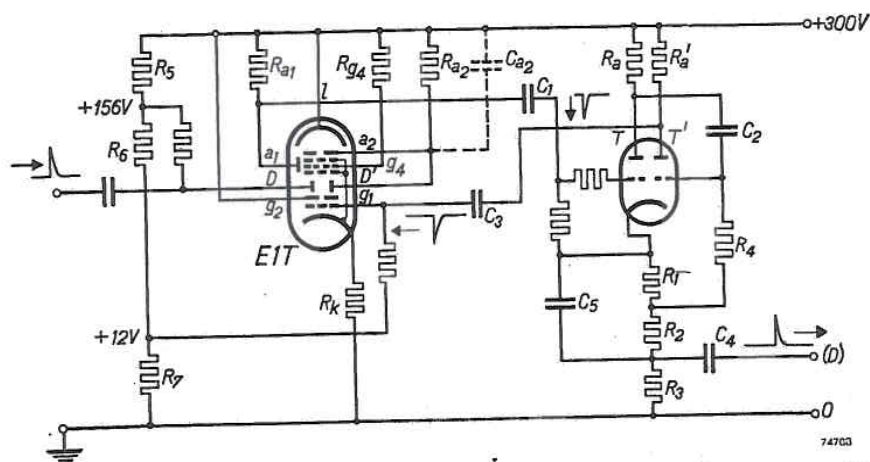 +300V
R5
Ra1
Rg4
Ra2
Ca2
Ra
Ra'
l
C1
+156V
R6
T
T'
C2
a1
a2
g4
D
D'
g2
g1
C3
E1T
R4
Rk
R1
C5
+12V
R2
C4
(D)
R7
R3
0
74703